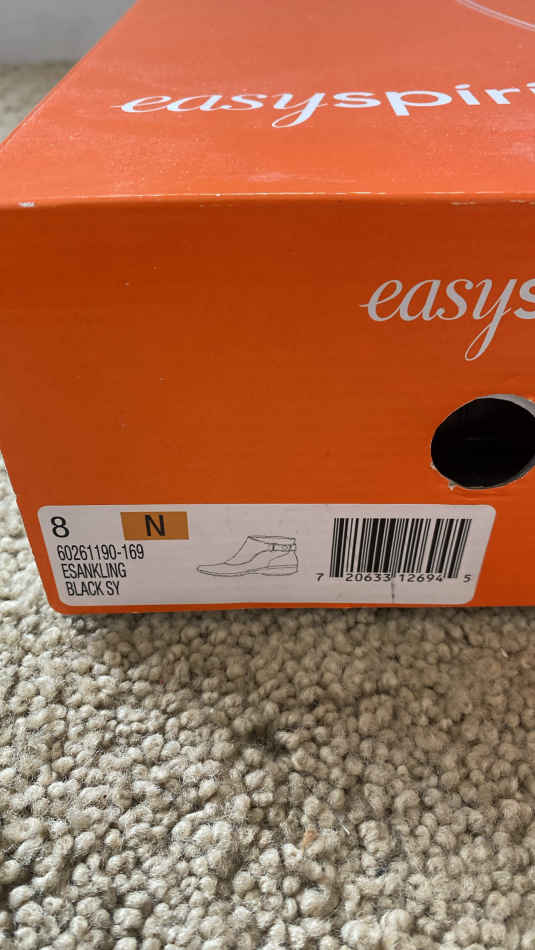 easyspiri
easys
8 N
60261190-169
ESANKLING
BLACK SY
7 20633 12694 5